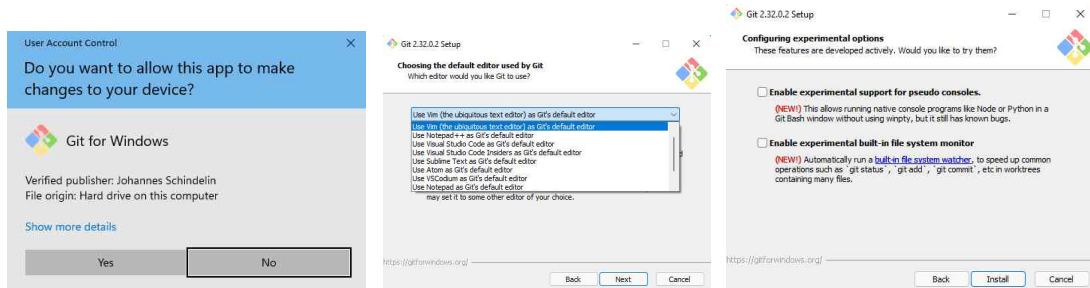 User Account Control
Do you want to allow this app to make
changes to your device?
Git for Windows
Verified publisher: Johannes Schindelin
File origin: Hard drive on this computer
Show more details
Yes
No
Git 2.32.0.2 Setup
Choosing the default editor used by Git
Which editor would you like Git to use?
Use Vim (the ubiquitous text editor) as Git's default editor
Use Vim (the ubiquitous text editor) as Git's default editor
Use Notepad++ as Git's default editor
Use Visual Studio Code as Git's default editor
Use Visual Studio Code Insiders as Git's default editor
Use Sublime Text as Git's default editor
Use Atom as Git's default editor
Use VSCodium as Git's default editor
Use Notepad as Git's default editor
may set it to some other editor of your choice.
https://gitforwindows.org/
Back
Next
Cancel
Git 2.32.0.2 Setup
Configuring experimental options
These features are developed actively. Would you like to try them?
Enable experimental support for pseudo consoles.
(NEW!) This allows running native console programs like Node or Python in a
Git Bash window without using winpty, but it still has known bugs.
Enable experimental built-in file system monitor
(NEW!) Automatically run a built-in file system watcher, to speed up common
operations such as `git status`, `git add`, `git commit`, etc in worktrees
containing many files.
https://gitforwindows.org/
Back
Install
Cancel